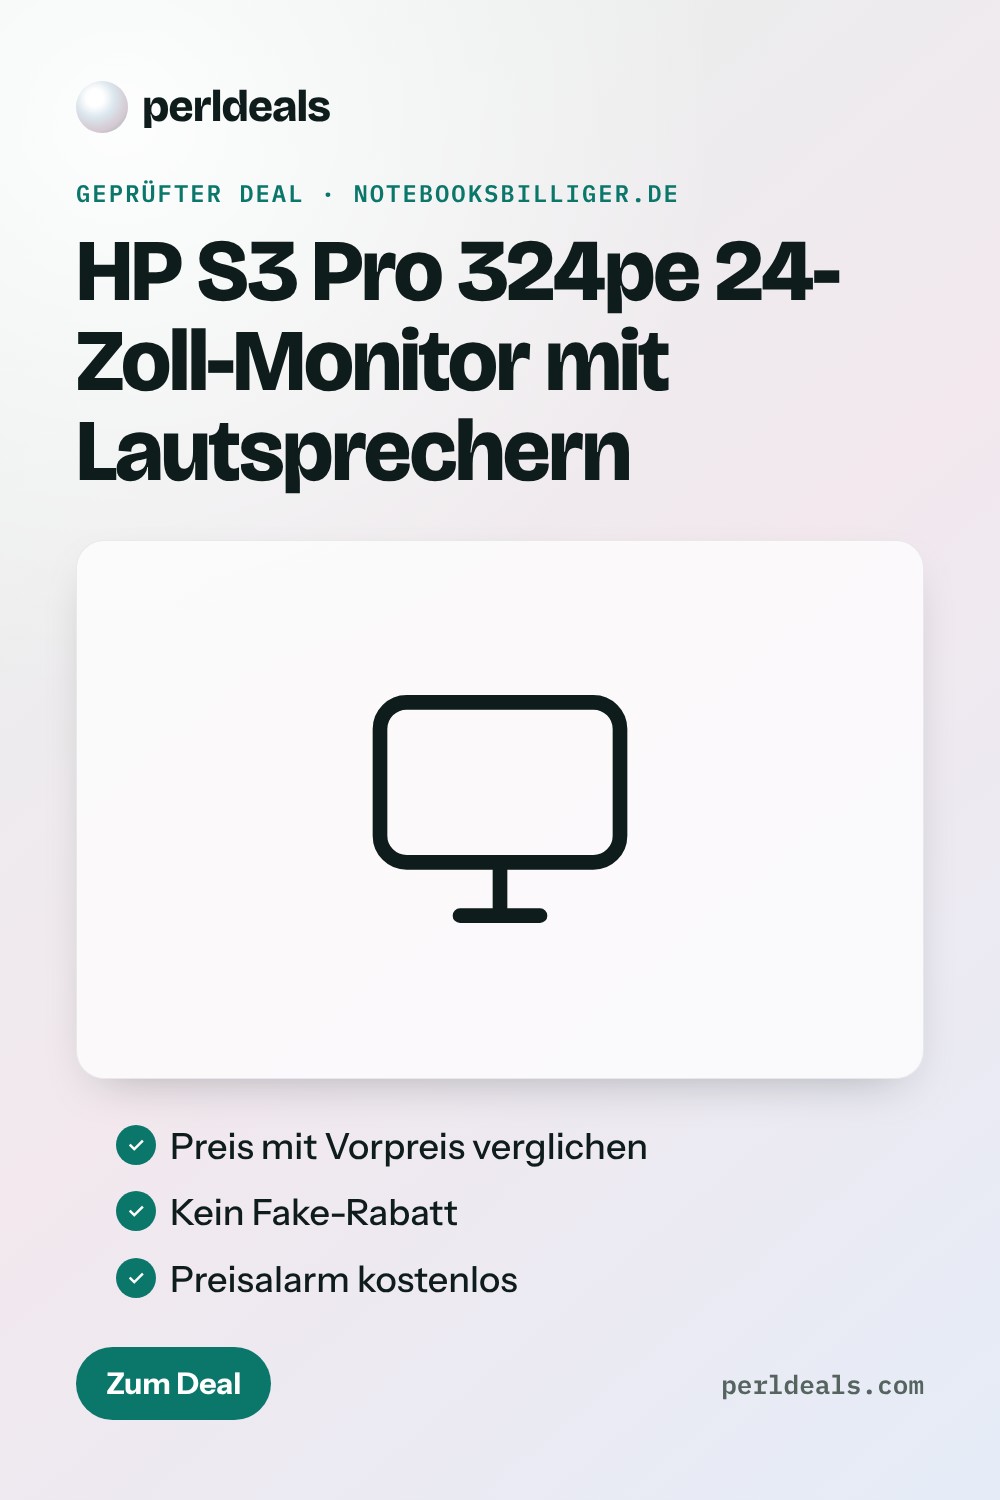 perldeals
GEPRÜFTER DEAL · NOTEBOOKSBILLIGER.DE
HP S3 Pro 324pe 24-
Zoll-Monitor mit
Lautsprechern
Preis mit Vorpreis verglichen
Kein Fake-Rabatt
Preisalarm kostenlos
Zum Deal
perldeals.com